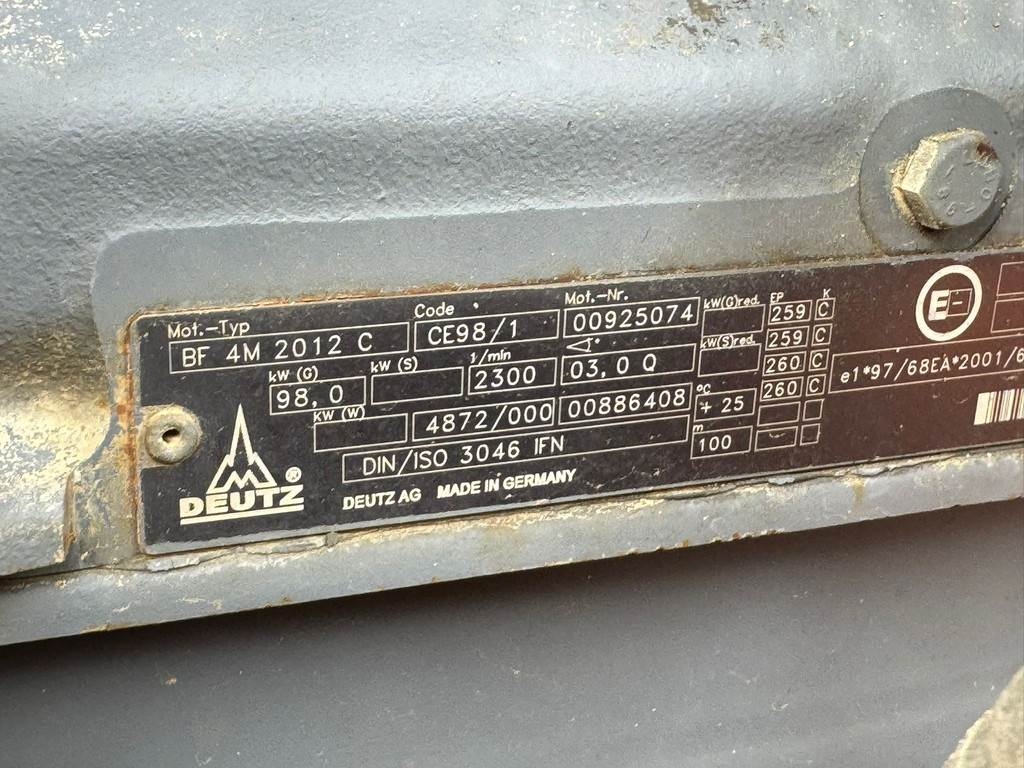 Mot.-Typ Code Mot.-Nr. kW(G)red. EP K
BF 4M 2012 C CE98/1 00925074 259 C
kW (G) kW (S) 1/min kW(S)red. 259 C
98,0 2300 03,0 Q 260 C
KW (W) 4872/000 00886408 °C + 25 260 C
DIN/ISO 3046 IFN m 100
DEUTZ ® DEUTZ AG MADE IN GERMANY
E
e1*97/68EA*2001/6